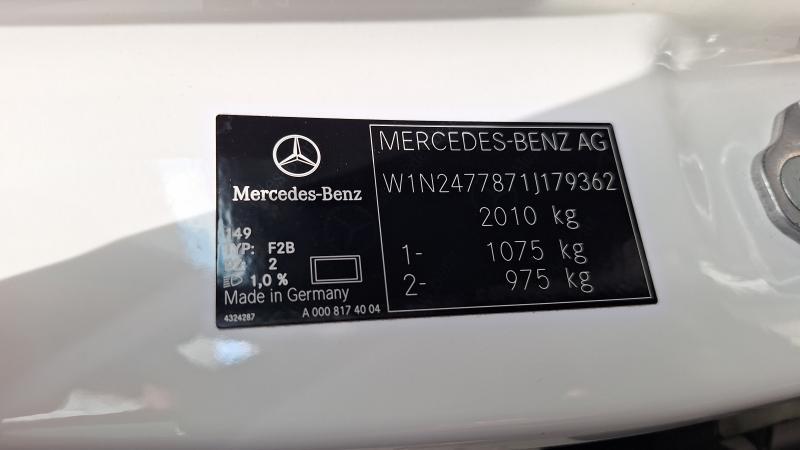 Mercedes-Benz
149
TYP: F2B
2
1,0 %
Made in Germany
4324287
A 000 817 40 04
MERCEDES-BENZ AG
W1N2477871J179362
2010 kg
1- 1075 kg
2- 975 kg